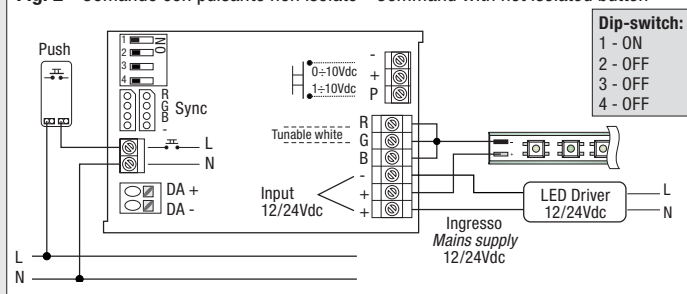 Fig. 2 - Comando con pulsante non isolato - Command with not isolated button
Dip-switch:
1 - ON
2 - OFF
3 - OFF
4 - OFF
Push
1
2
3
4
ON
R
G
B
-
Sync
L
N
DA +
DA -
0÷10Vdc
1÷10Vdc
-
+
P
Tunable white
R
G
B
-
+
+
Input
12/24Vdc
-
+
LED Driver
12/24Vdc
L
N
Ingresso
Mains supply
12/24Vdc
L
N